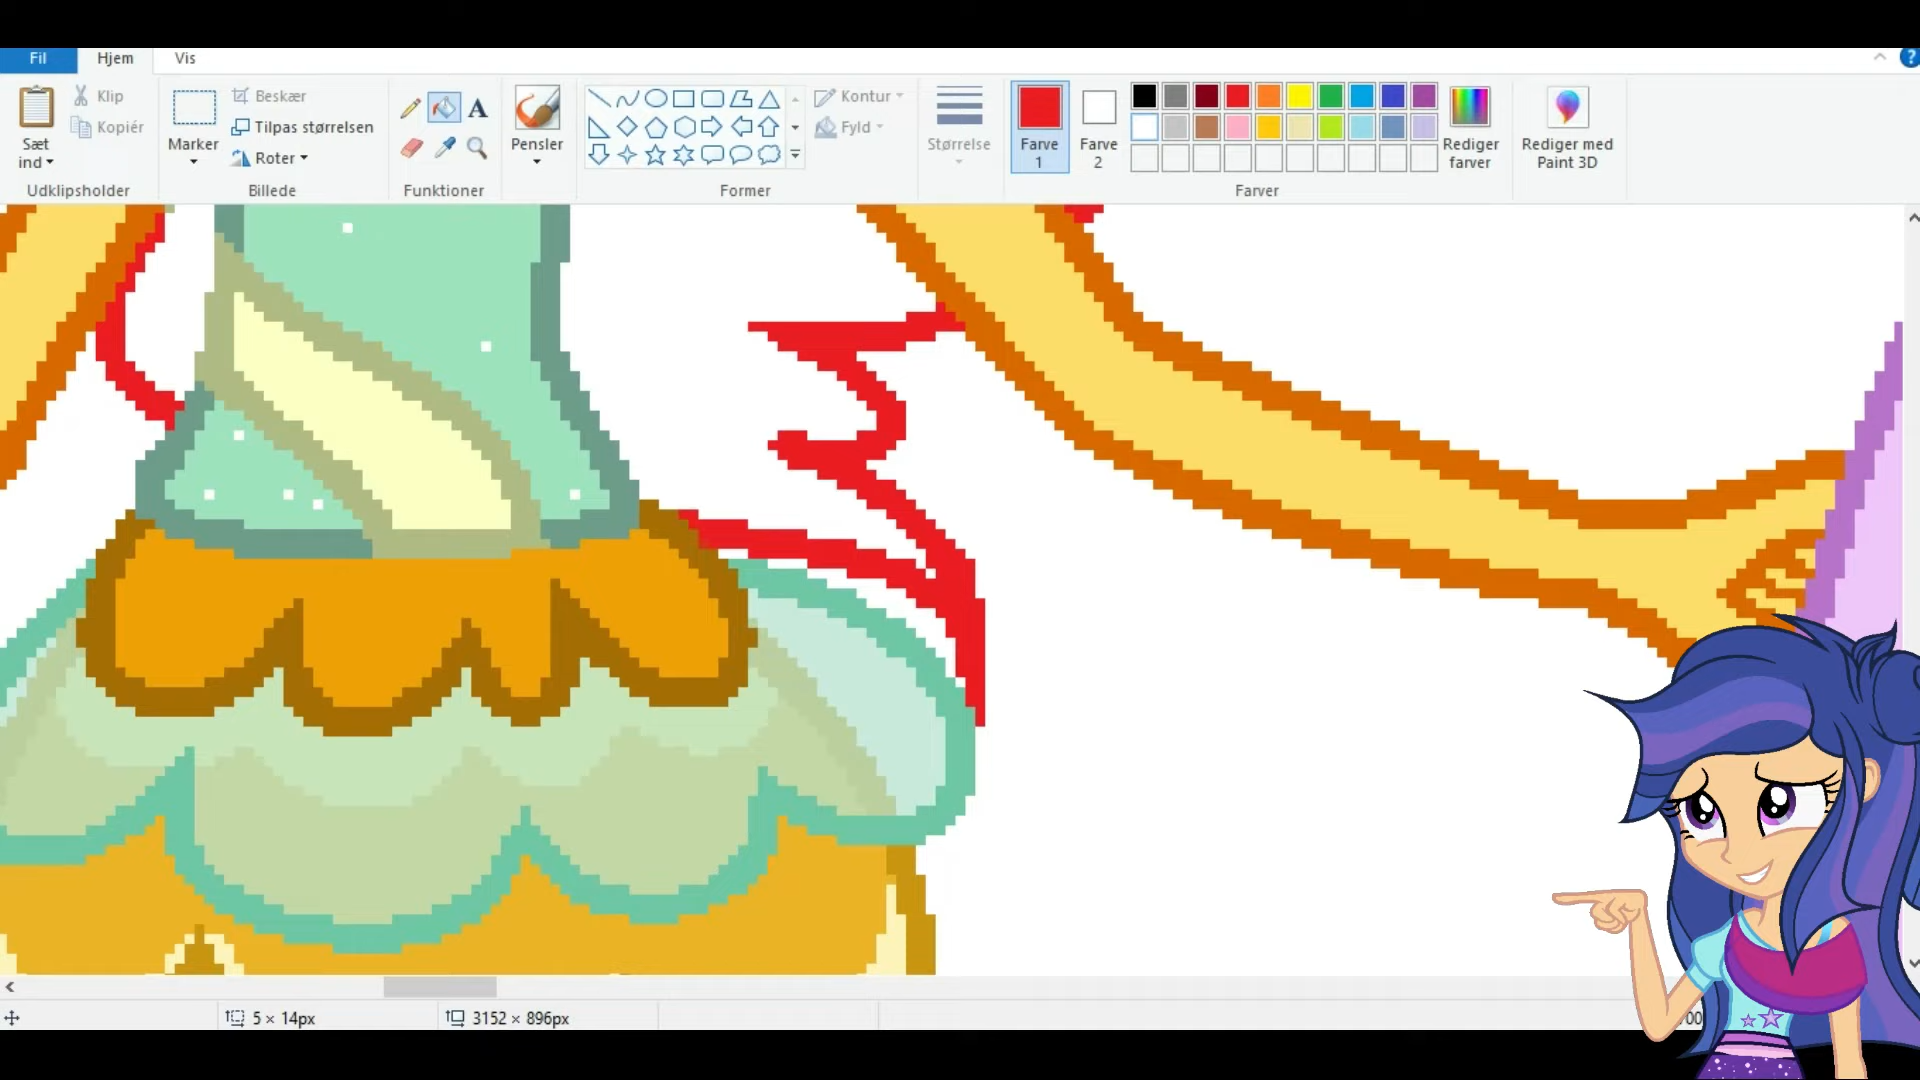 Fil Hjem Vis
Sæt ind
Klip
Kopiér
Udklipsholder
Marker
Beskær
Tilpas størrelsen
Roter
Billede
A
Funktioner
Pensler
Kontur
Fyld
Former
Størrelse
Farve 1
Farve 2
Rediger farver
Farver
Rediger med Paint 3D
?
5 × 14px
3152 × 896px